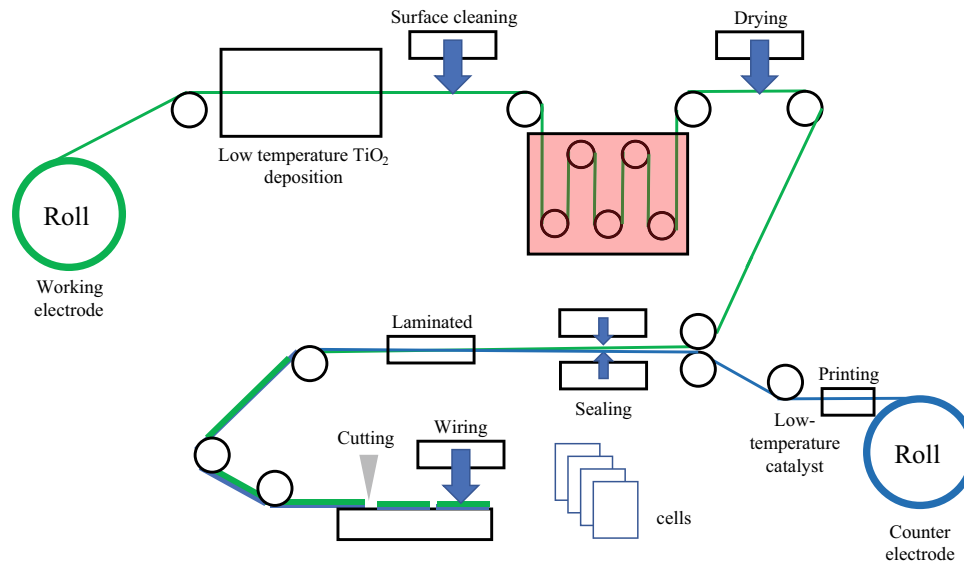 Surface cleaning
Drying
Low temperature TiO₂
deposition
Roll
Working
electrode
Laminated
Sealing
Printing
Low-
temperature
catalyst
Roll
Counter
electrode
Cutting
Wiring
cells